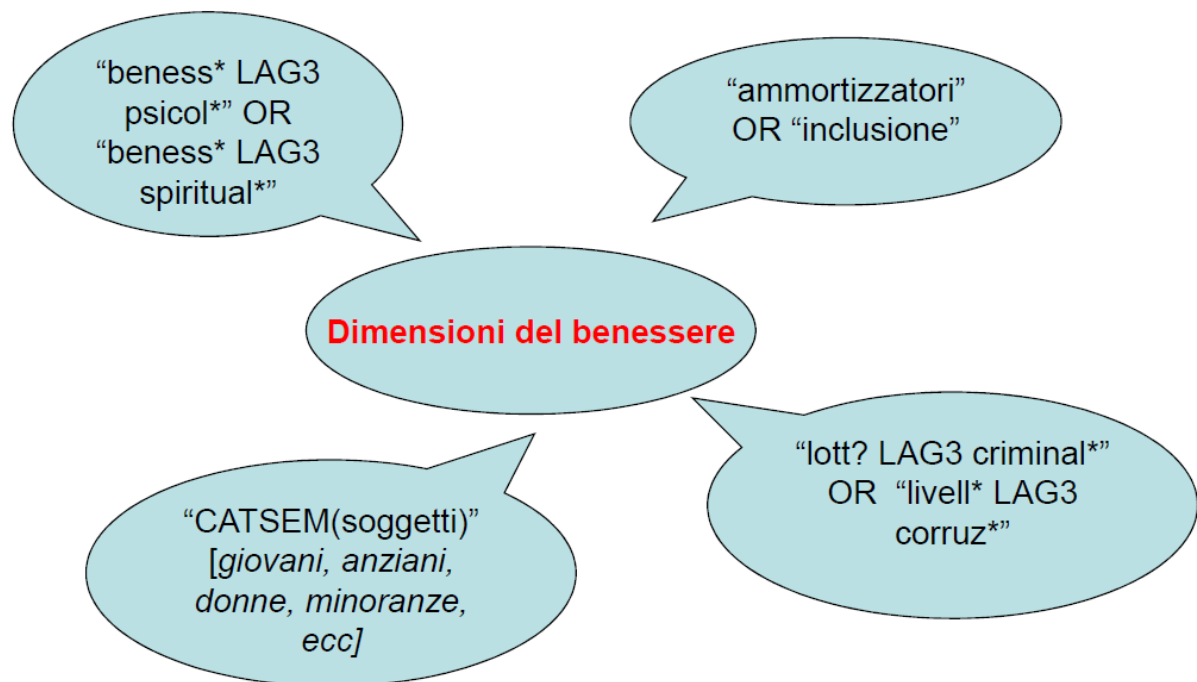 “beness* LAG3
psicol*” OR
“beness* LAG3
spiritual*”
“ammortizzatori”
OR “inclusione”
Dimensioni del benessere
“CATSEM(soggetti)”
[giovani, anziani,
donne, minoranze,
ecc]
“lott? LAG3 criminal*”
OR “livell* LAG3
corruz*”